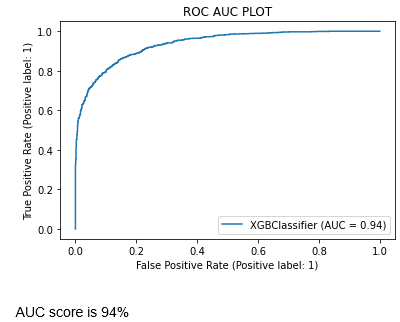 ROC AUC PLOT
True Positive Rate (Positive label: 1)
1.0
0.8
0.6
0.4
0.2
0.0
XGBClassifier (AUC = 0.94)
0.0 0.2 0.4 0.6 0.8 1.0
False Positive Rate (Positive label: 1)
AUC score is 94%